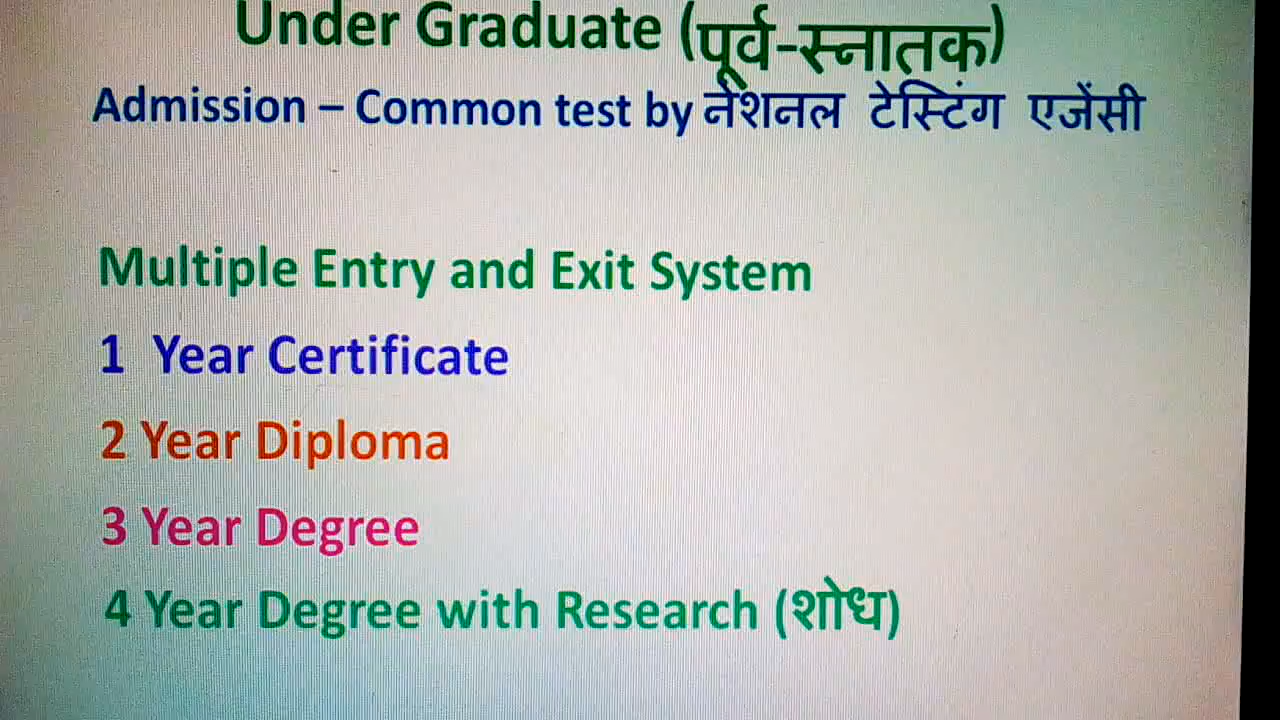 Under Graduate (पूर्व-स्नातक)
Admission – Common test by नेशनल टेस्टिंग एजेंसी
Multiple Entry and Exit System
1 Year Certificate
2 Year Diploma
3 Year Degree
4 Year Degree with Research (शोध)